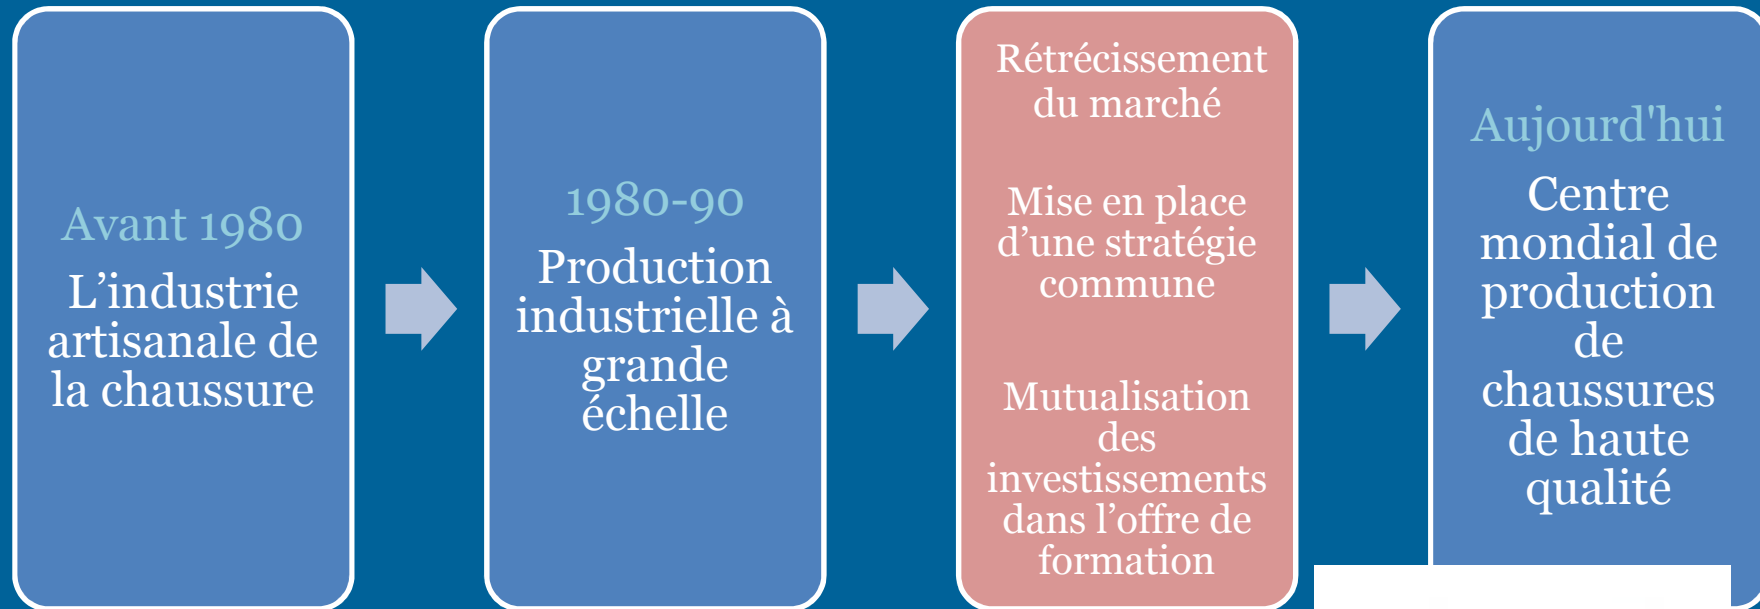 Avant 1980
L’industrie
artisanale de
la chaussure
1980-90
Production
industrielle à
grande
échelle
Rétrécissement
du marché
Mise en place
d’une stratégie
commune
Mutualisation
des
investissements
dans l’offre de
formation
Aujourd'hui
Centre
mondial de
production
de
chaussures
de haute
qualité